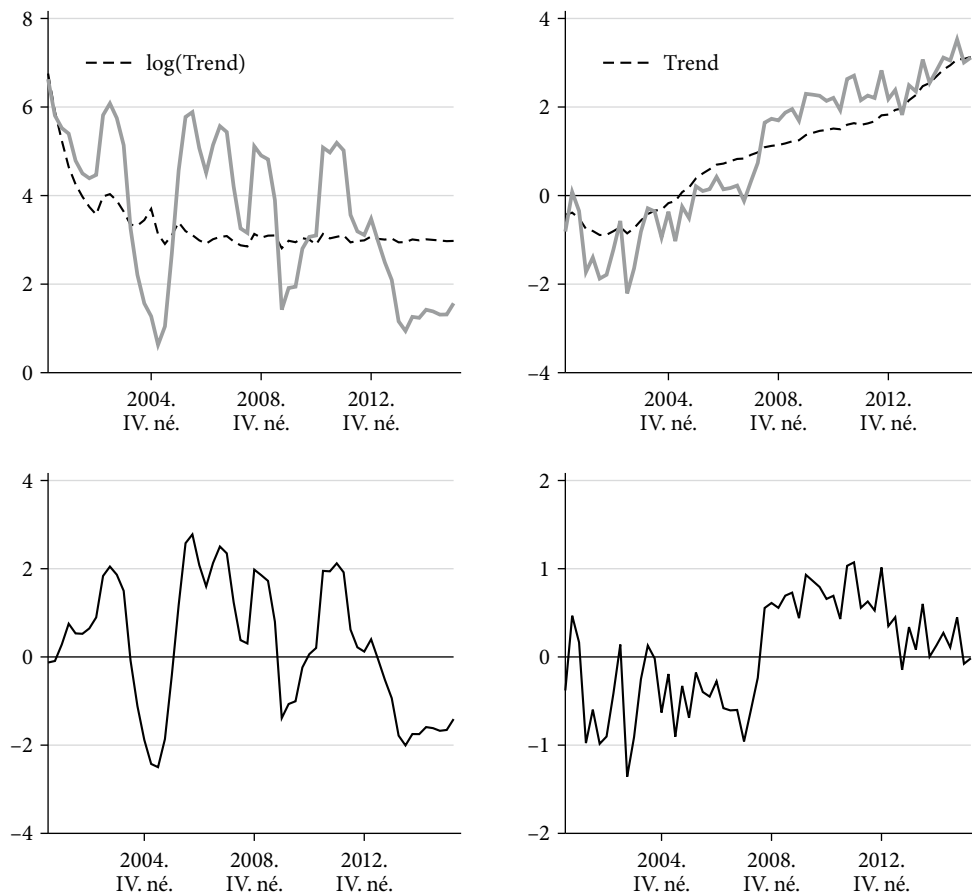 8
6
4
2
0
log(Trend)
2004.
IV. né.
2008.
IV. né.
2012.
IV. né.
4
2
0
–2
–4
Trend
2004.
IV. né.
2008.
IV. né.
2012.
IV. né.
4
2
0
–2
–4
2004.
IV. né.
2008.
IV. né.
2012.
IV. né.
2
1
0
–1
–2
2004.
IV. né.
2008.
IV. né.
2012.
IV. né.